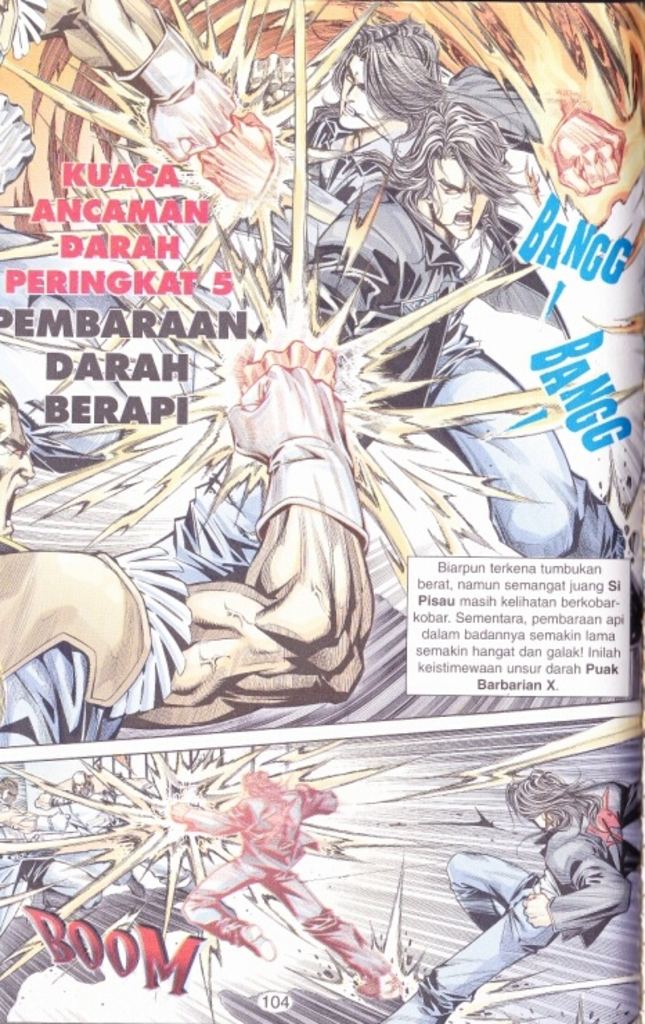 KUASA
ANCAMAN
DARAH
PERINGKAT 5
PEMBARAAN
DARAH
BERAPI
BANGG
!
BANGG
!
Biarpun terkena tumbukan
berat, namun semangat juang Si
Pisau masih kelihatan berkobar-
kobar. Sementara, pembaraan api
dalam badannya semakin lama
semakin hangat dan galak! Inilah
keistimewaan unsur darah Puak
Barbarian X.
BOOM
104